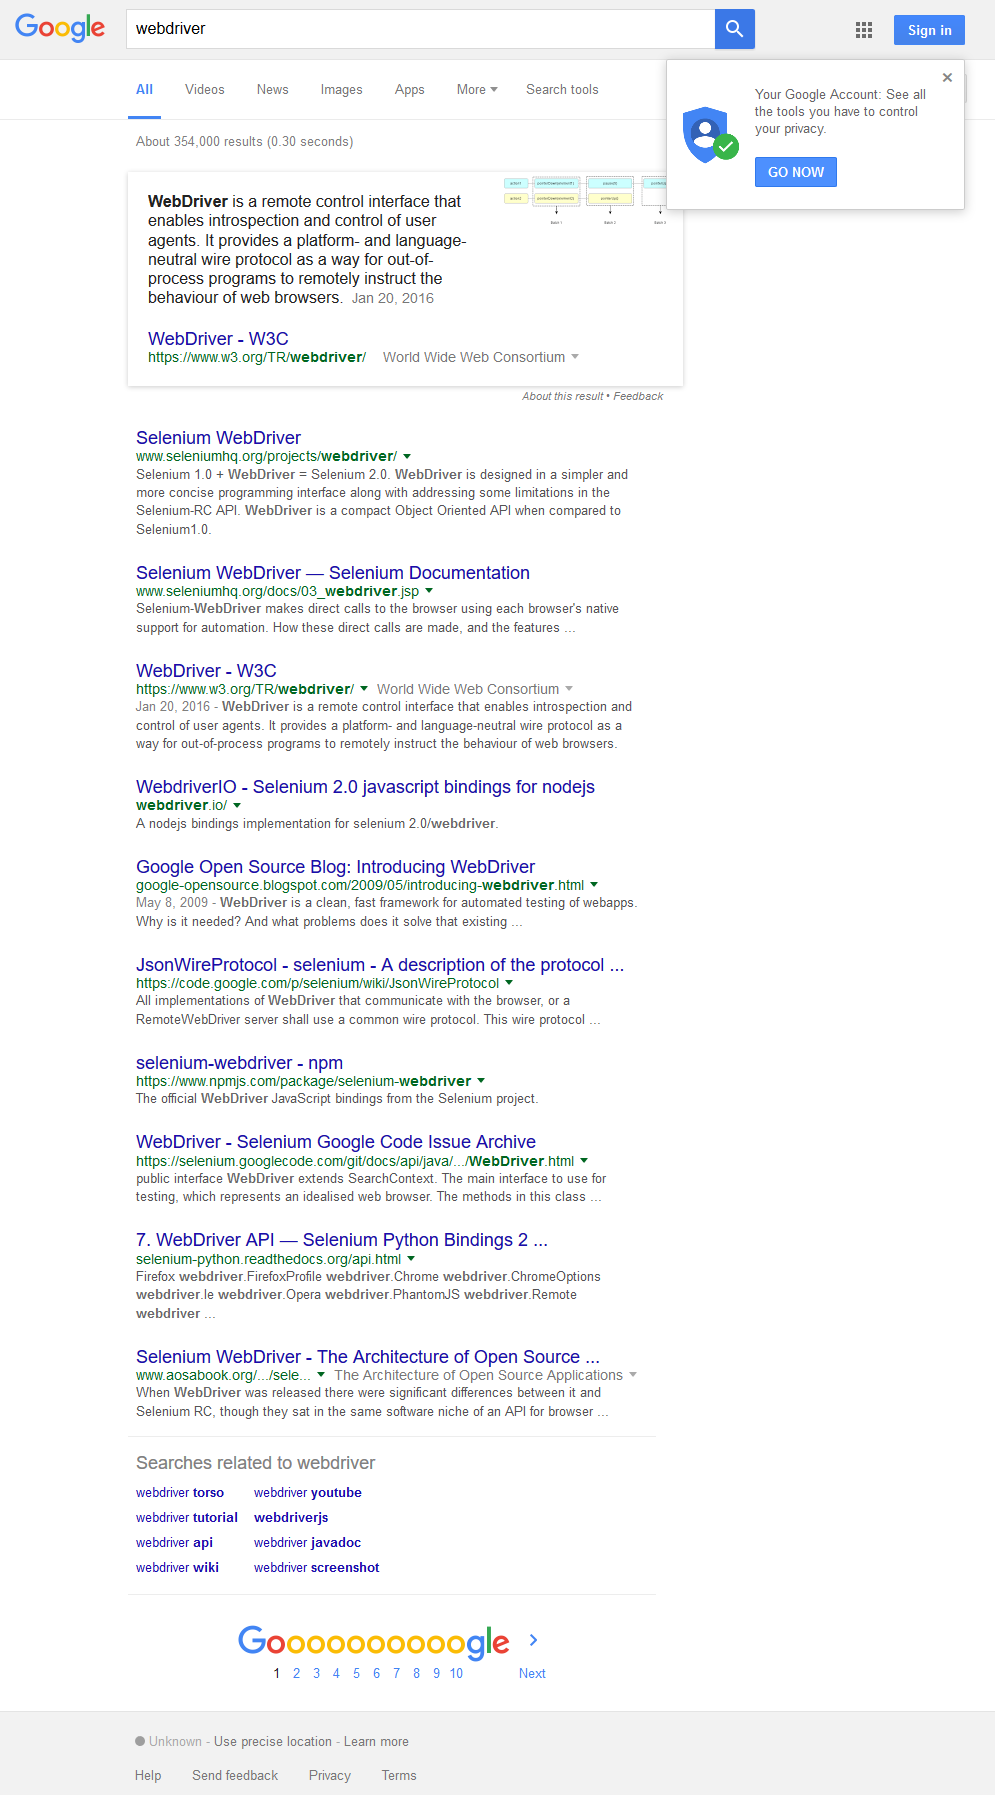 Google
webdriver
Sign in
All Videos News Images Apps More Search tools
Your Google Account: See all
the tools you have to control
your privacy.
GO NOW
About 354,000 results (0.30 seconds)
WebDriver is a remote control interface that
enables introspection and control of user
agents. It provides a platform- and language-
neutral wire protocol as a way for out-of-
process programs to remotely instruct the
behaviour of web browsers. Jan 20, 2016
WebDriver - W3C
https://www.w3.org/TR/webdriver/ World Wide Web Consortium
About this result • Feedback
Selenium WebDriver
www.seleniumhq.org/projects/webdriver/
Selenium 1.0 + WebDriver = Selenium 2.0. WebDriver is designed in a simpler and
more concise programming interface along with addressing some limitations in the
Selenium-RC API. WebDriver is a compact Object Oriented API when compared to
Selenium1.0.
Selenium WebDriver — Selenium Documentation
www.seleniumhq.org/docs/03_webdriver.jsp
Selenium-WebDriver makes direct calls to the browser using each browser's native
support for automation. How these direct calls are made, and the features ...
WebDriver - W3C
https://www.w3.org/TR/webdriver/ World Wide Web Consortium
Jan 20, 2016 - WebDriver is a remote control interface that enables introspection and
control of user agents. It provides a platform- and language-neutral wire protocol as a
way for out-of-process programs to remotely instruct the behaviour of web browsers.
WebdriverIO - Selenium 2.0 javascript bindings for nodejs
webdriver.io/
A nodejs bindings implementation for selenium 2.0/webdriver.
Google Open Source Blog: Introducing WebDriver
google-opensource.blogspot.com/2009/05/introducing-webdriver.html
May 8, 2009 - WebDriver is a clean, fast framework for automated testing of webapps.
Why is it needed? And what problems does it solve that existing ...
JsonWireProtocol - selenium - A description of the protocol ...
https://code.google.com/p/selenium/wiki/JsonWireProtocol
All implementations of WebDriver that communicate with the browser, or a
RemoteWebDriver server shall use a common wire protocol. This wire protocol ...
selenium-webdriver - npm
https://www.npmjs.com/package/selenium-webdriver
The official WebDriver JavaScript bindings from the Selenium project.
WebDriver - Selenium Google Code Issue Archive
https://selenium.googlecode.com/git/docs/api/java/.../WebDriver.html
public interface WebDriver extends SearchContext. The main interface to use for
testing, which represents an idealised web browser. The methods in this class ...
7. WebDriver API — Selenium Python Bindings 2 ...
selenium-python.readthedocs.org/api.html
Firefox webdriver.FirefoxProfile webdriver.Chrome webdriver.ChromeOptions
webdriver.Ie webdriver.Opera webdriver.PhantomJS webdriver.Remote
webdriver ...
Selenium WebDriver - The Architecture of Open Source ...
www.aosabook.org/.../sele... The Architecture of Open Source Applications
When WebDriver was released there were significant differences between it and
Selenium RC, though they sat in the same software niche of an API for browser ...
Searches related to webdriver
webdriver torso webdriver youtube
webdriver tutorial webdriverjs
webdriver api webdriver javadoc
webdriver wiki webdriver screenshot
Goooooooooogle
1 2 3 4 5 6 7 8 9 10 Next
Unknown - Use precise location - Learn more
Help Send feedback Privacy Terms